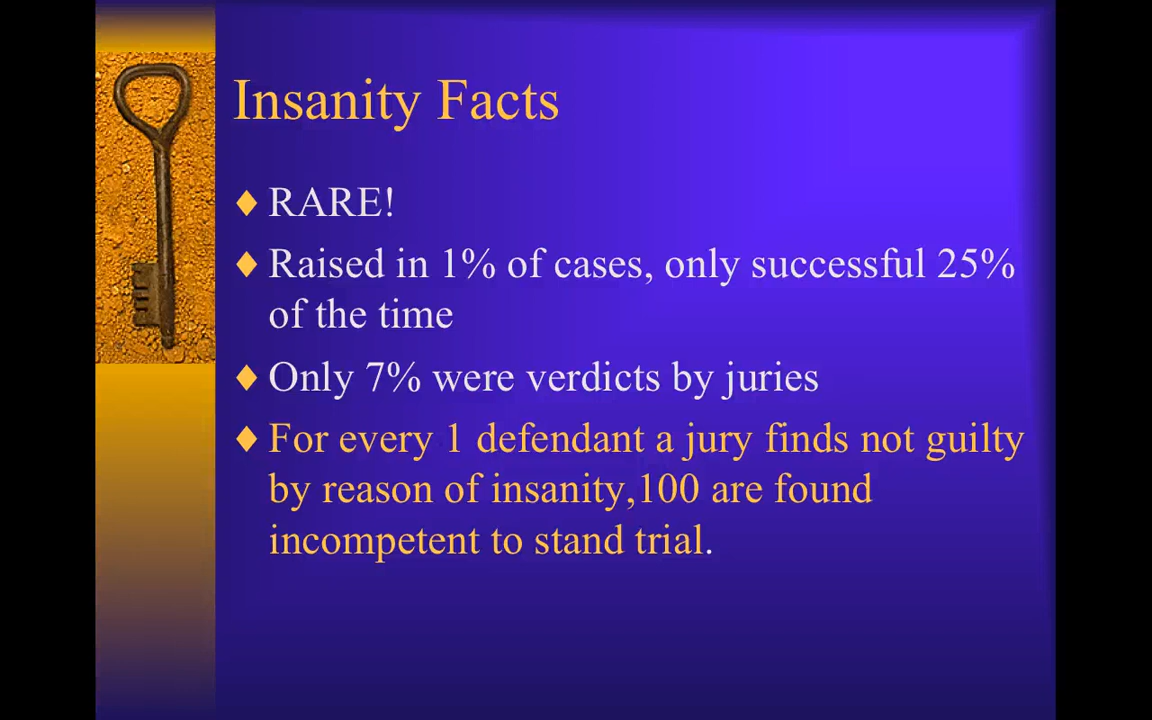 Insanity Facts
RARE!
Raised in 1% of cases, only successful 25%
of the time
Only 7% were verdicts by juries
For every 1 defendant a jury finds not guilty
by reason of insanity,100 are found
incompetent to stand trial.